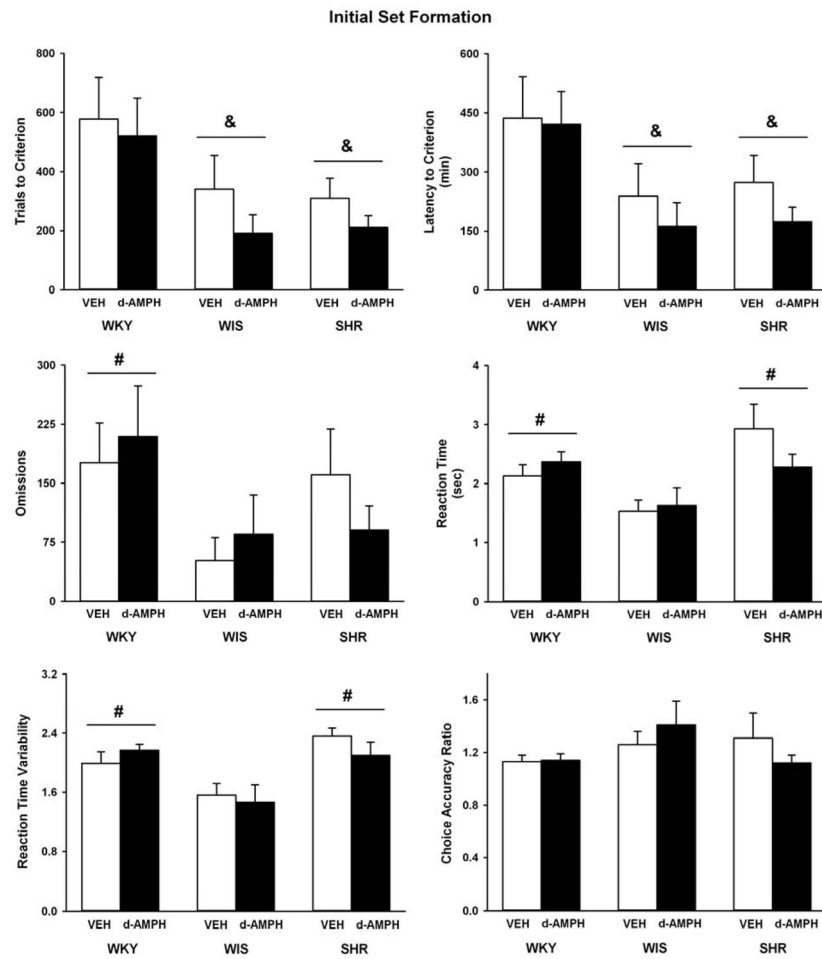 Initial Set Formation
Trials to Criterion
800
600
400
200
0
&
&
VEH d-AMPH VEH d-AMPH VEH d-AMPH
WKY WIS SHR
Latency to Criterion
(min)
600
450
300
150
0
&
&
VEH d-AMPH VEH d-AMPH VEH d-AMPH
WKY WIS SHR
Omissions
300
225
150
75
0
#
VEH d-AMPH VEH d-AMPH VEH d-AMPH
WKY WIS SHR
Reaction Time
(sec)
4
3
2
1
0
#
#
VEH d-AMPH VEH d-AMPH VEH d-AMPH
WKY WIS SHR
Reaction Time Variability
3.2
2.4
1.6
0.8
0.0
#
#
VEH d-AMPH VEH d-AMPH VEH d-AMPH
WKY WIS SHR
Choice Accuracy Ratio
1.6
1.2
0.8
0.4
0.0
VEH d-AMPH VEH d-AMPH VEH d-AMPH
WKY WIS SHR